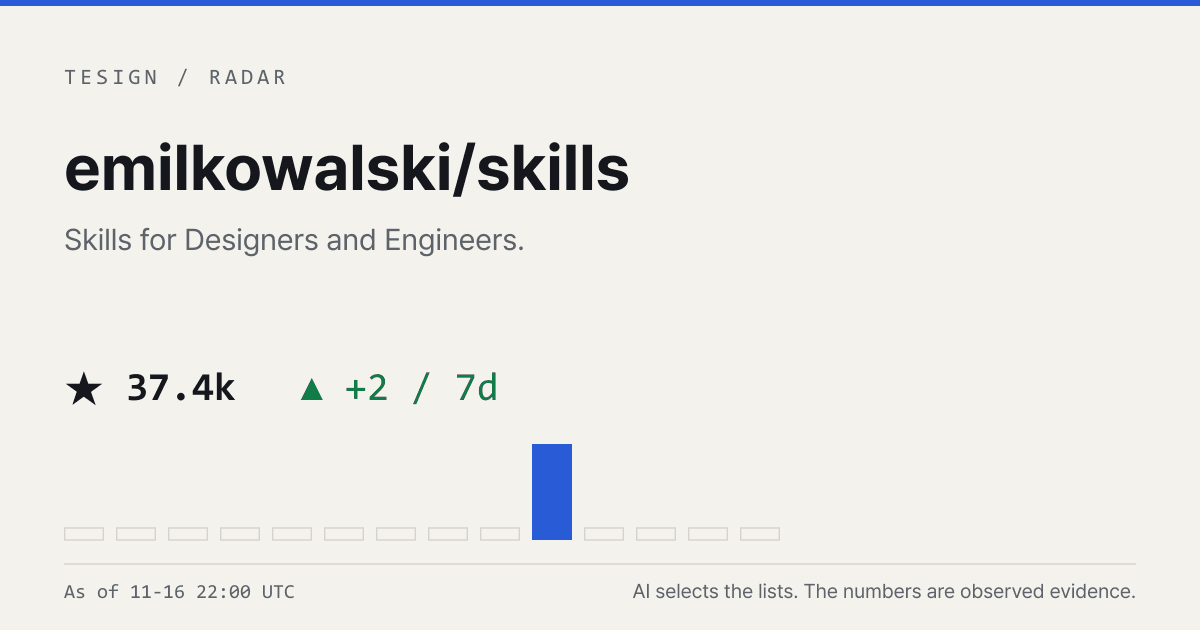 TESIGN / RADAR
emilkowalski/skills
Skills for Designers and Engineers.
★ 37.4k ▲ +2 / 7d
As of 11-16 22:00 UTC
AI selects the lists. The numbers are observed evidence.